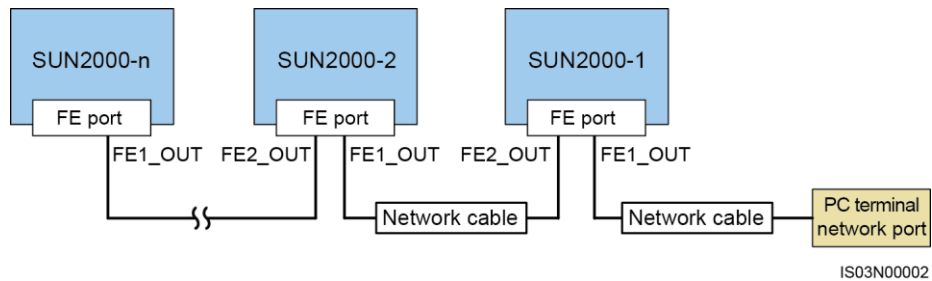 SUN2000-n
SUN2000-2
SUN2000-1
FE port
FE port
FE port
FE1_OUT
FE2_OUT
FE1_OUT
FE2_OUT
FE1_OUT
Network cable
Network cable
PC terminal
network port
IS03N00002